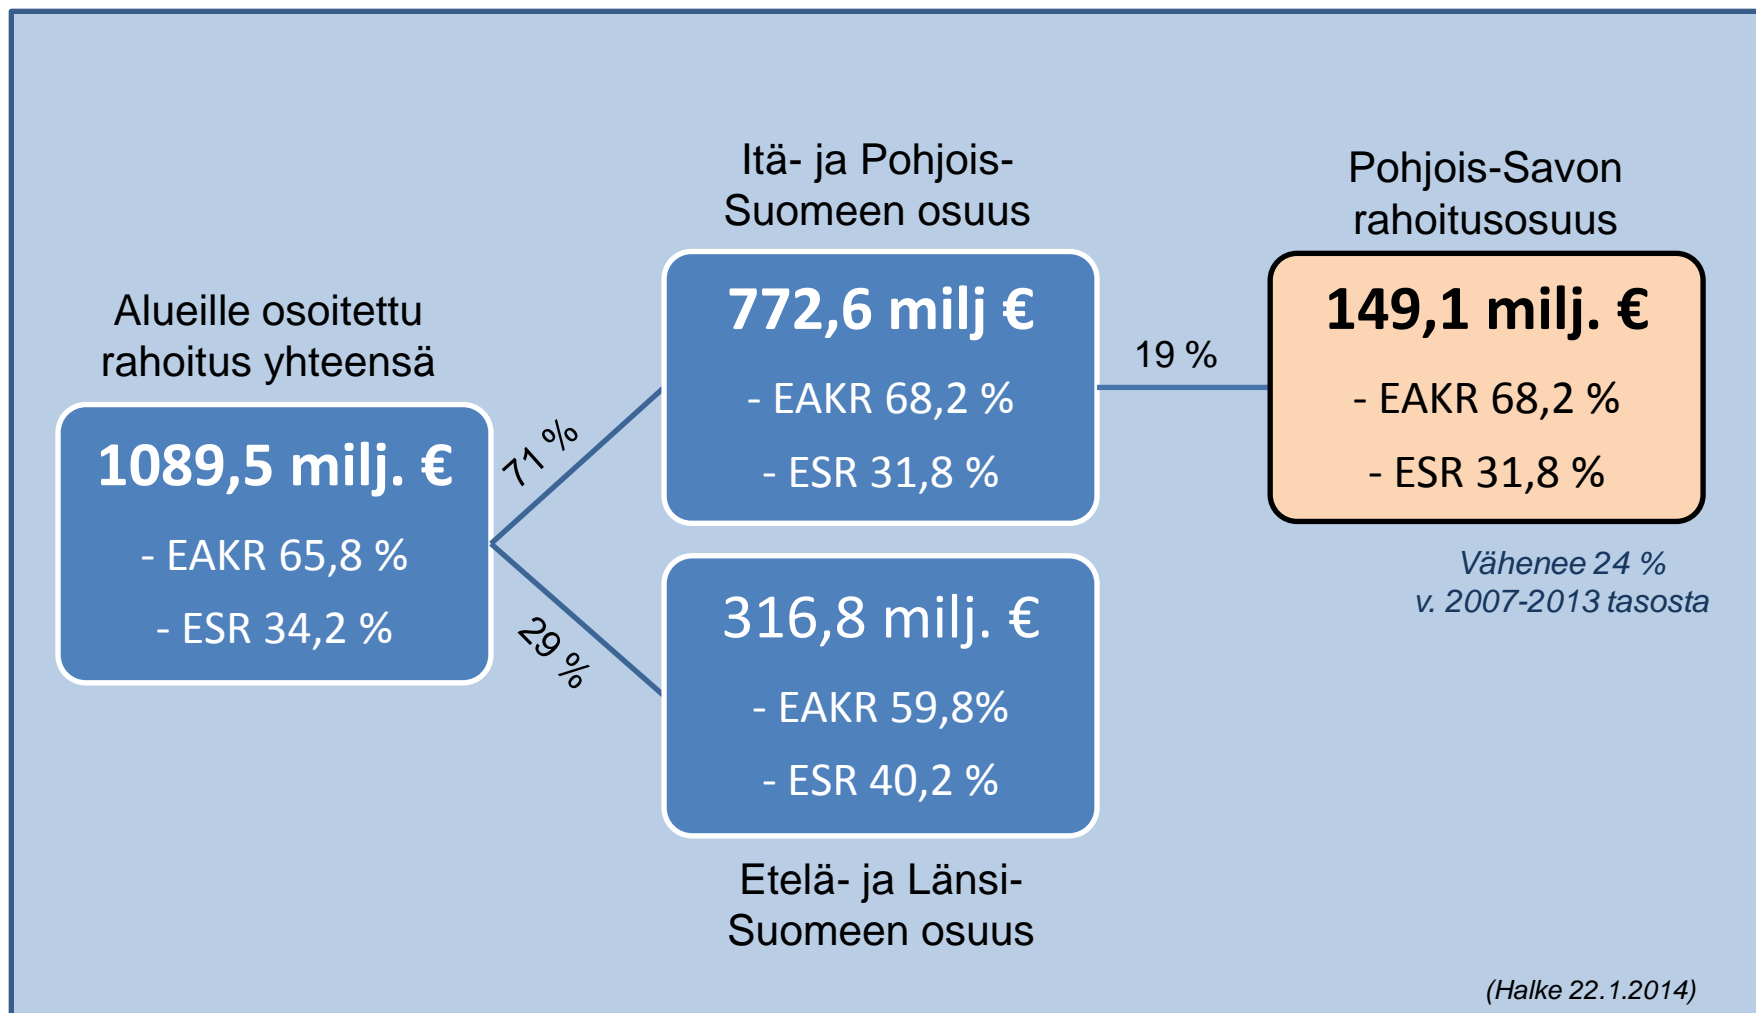 Alueille osoitettu
rahoitus yhteensä
1089,5 milj. €
- EAKR 65,8 %
- ESR 34,2 %
71 %
29 %
Itä- ja Pohjois-
Suomeen osuus
772,6 milj €
- EAKR 68,2 %
- ESR 31,8 %
316,8 milj. €
- EAKR 59,8%
- ESR 40,2 %
Etelä- ja Länsi-
Suomeen osuus
19 %
Pohjois-Savon
rahoitusosuus
149,1 milj. €
- EAKR 68,2 %
- ESR 31,8 %
Vähenee 24 %
v. 2007-2013 tasosta
(Halke 22.1.2014)